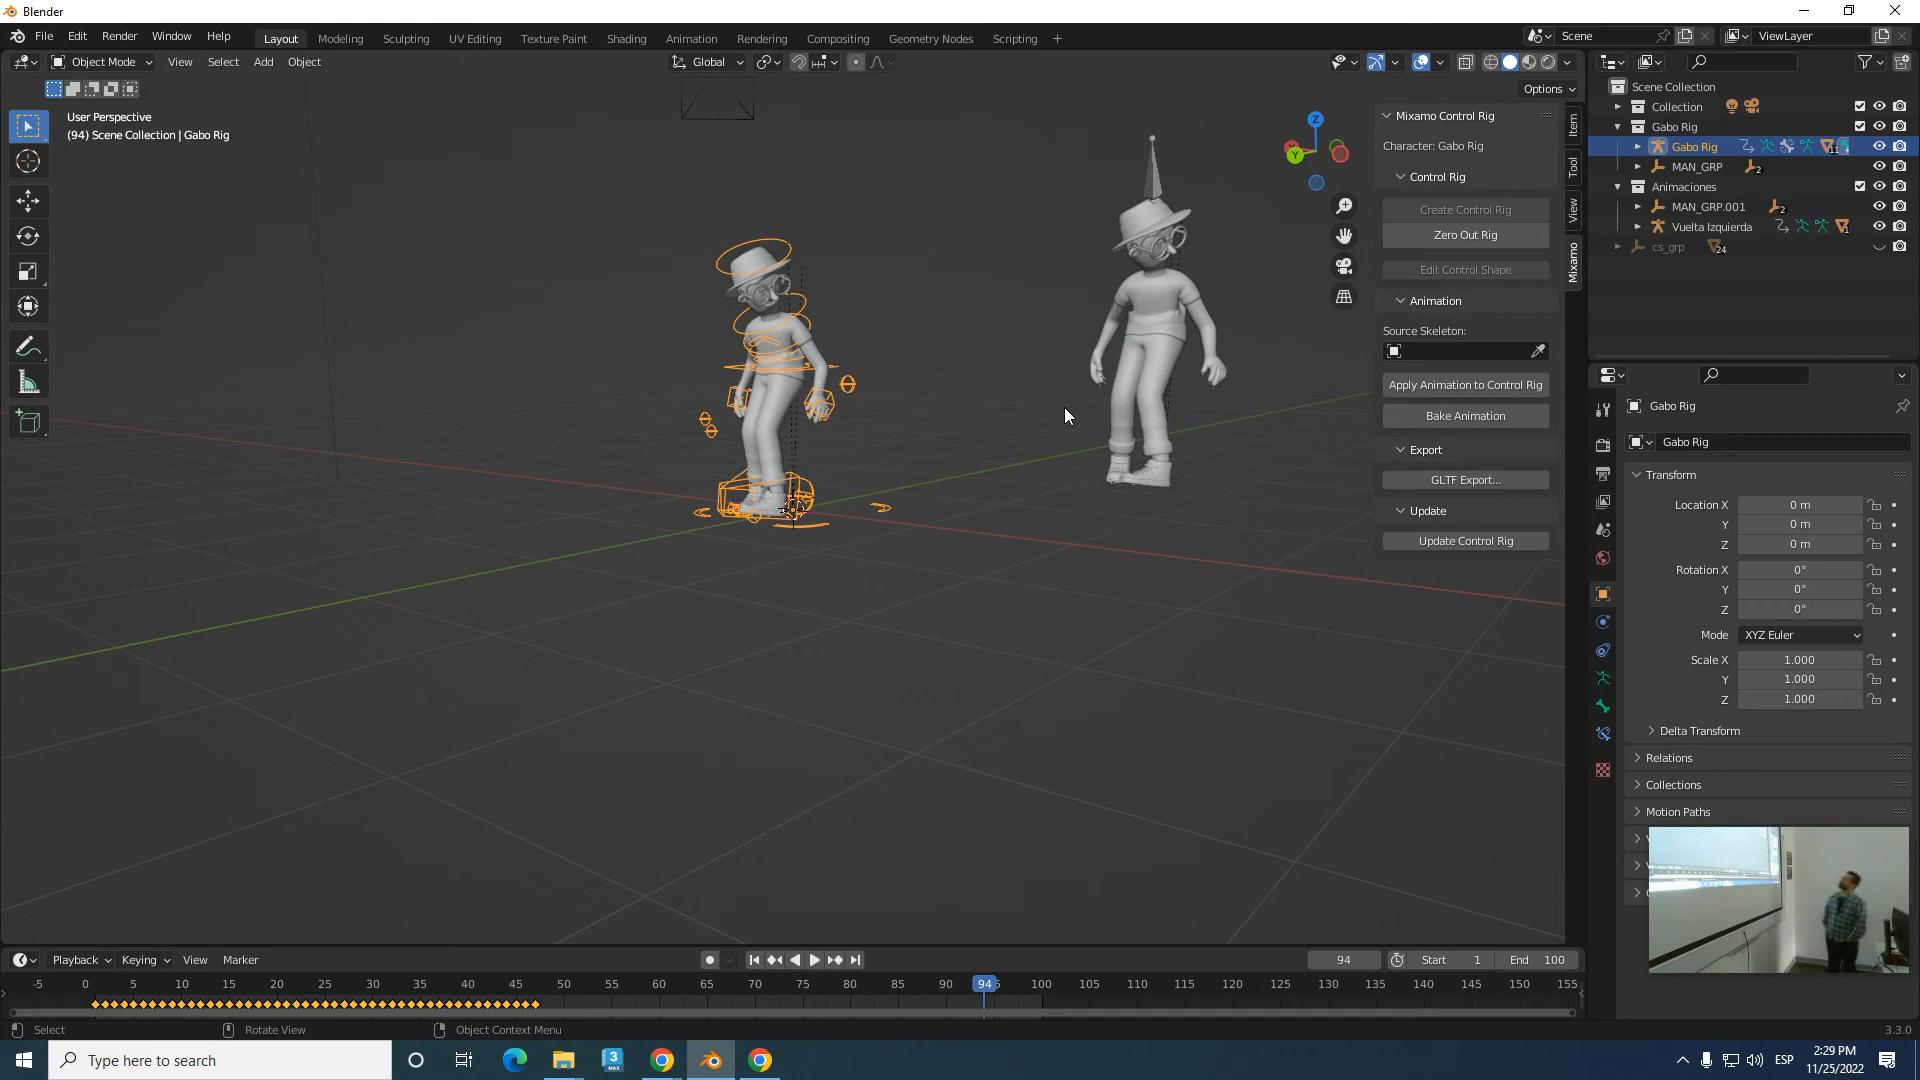 Blender
File Edit Render Window Help
Layout Modeling Sculpting UV Editing Texture Paint Shading Animation Rendering Compositing Geometry Nodes Scripting +
Scene
ViewLayer
Object Mode View Select Add Object
Global
Options
User Perspective
(94) Scene Collection | Gabo Rig
Z
Y
Mixamo Control Rig
Character: Gabo Rig
Control Rig
Create Control Rig
Zero Out Rig
Edit Control Shape
Animation
Source Skeleton:
Apply Animation to Control Rig
Bake Animation
Export
GLTF Export...
Update
Update Control Rig
Item
Tool
View
Mixamo
Scene Collection
Collection
Gabo Rig
Gabo Rig 11
MAN_GRP 2
Animaciones
MAN_GRP.001 2
Vuelta Izquierda 1
cs_grp 24
Gabo Rig
Gabo Rig
Transform
Location X 0 m
Y 0 m
Z 0 m
Rotation X 0°
Y 0°
Z 0°
Mode XYZ Euler
Scale X 1.000
Y 1.000
Z 1.000
Delta Transform
Relations
Collections
Motion Paths
Playback Keying View Marker
94 Start 1 End 100
-5 0 5 10 15 20 25 30 35 40 45 50 55 60 65 70 75 80 85 90 94 100 105 110 115 120 125 130 135 140 145 150 155
Select Rotate View Object Context Menu
3.3.0
Type here to search
3
MAX
ESP
2:29 PM
11/25/2022